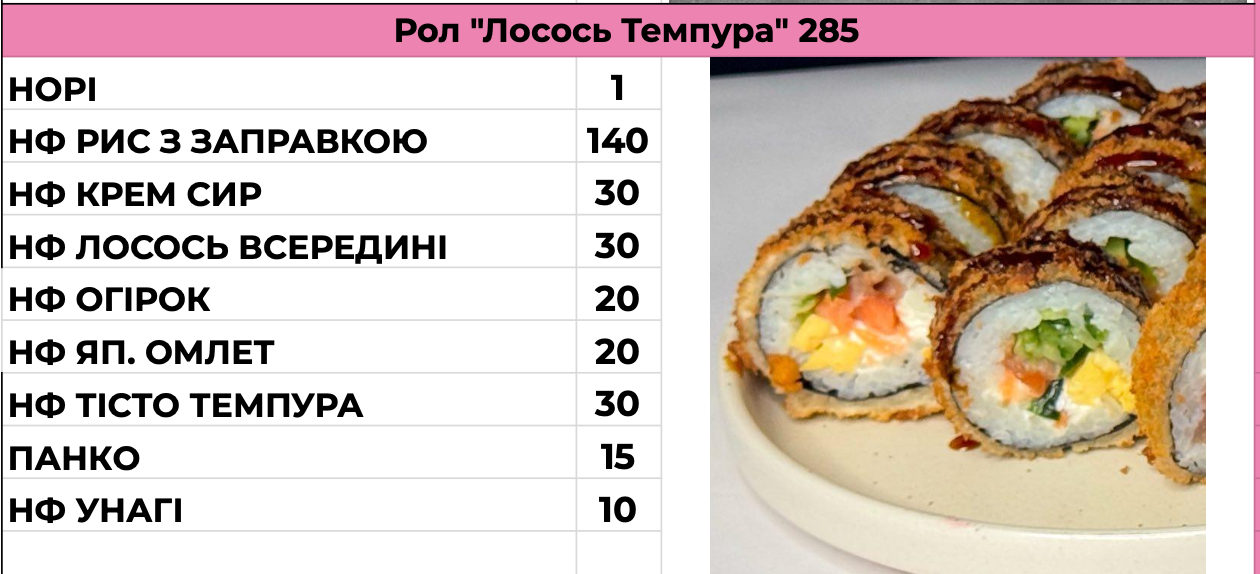 Рол "Лосось Темпура" 285
НОРІ 1
НФ РИС З ЗАПРАВКОЮ 140
НФ КРЕМ СИР 30
НФ ЛОСОСЬ ВСЕРЕДИНІ 30
НФ ОГІРОК 20
НФ ЯП. ОМЛЕТ 20
НФ ТІСТО ТЕМПУРА 30
ПАНКО 15
НФ УНАГІ 10